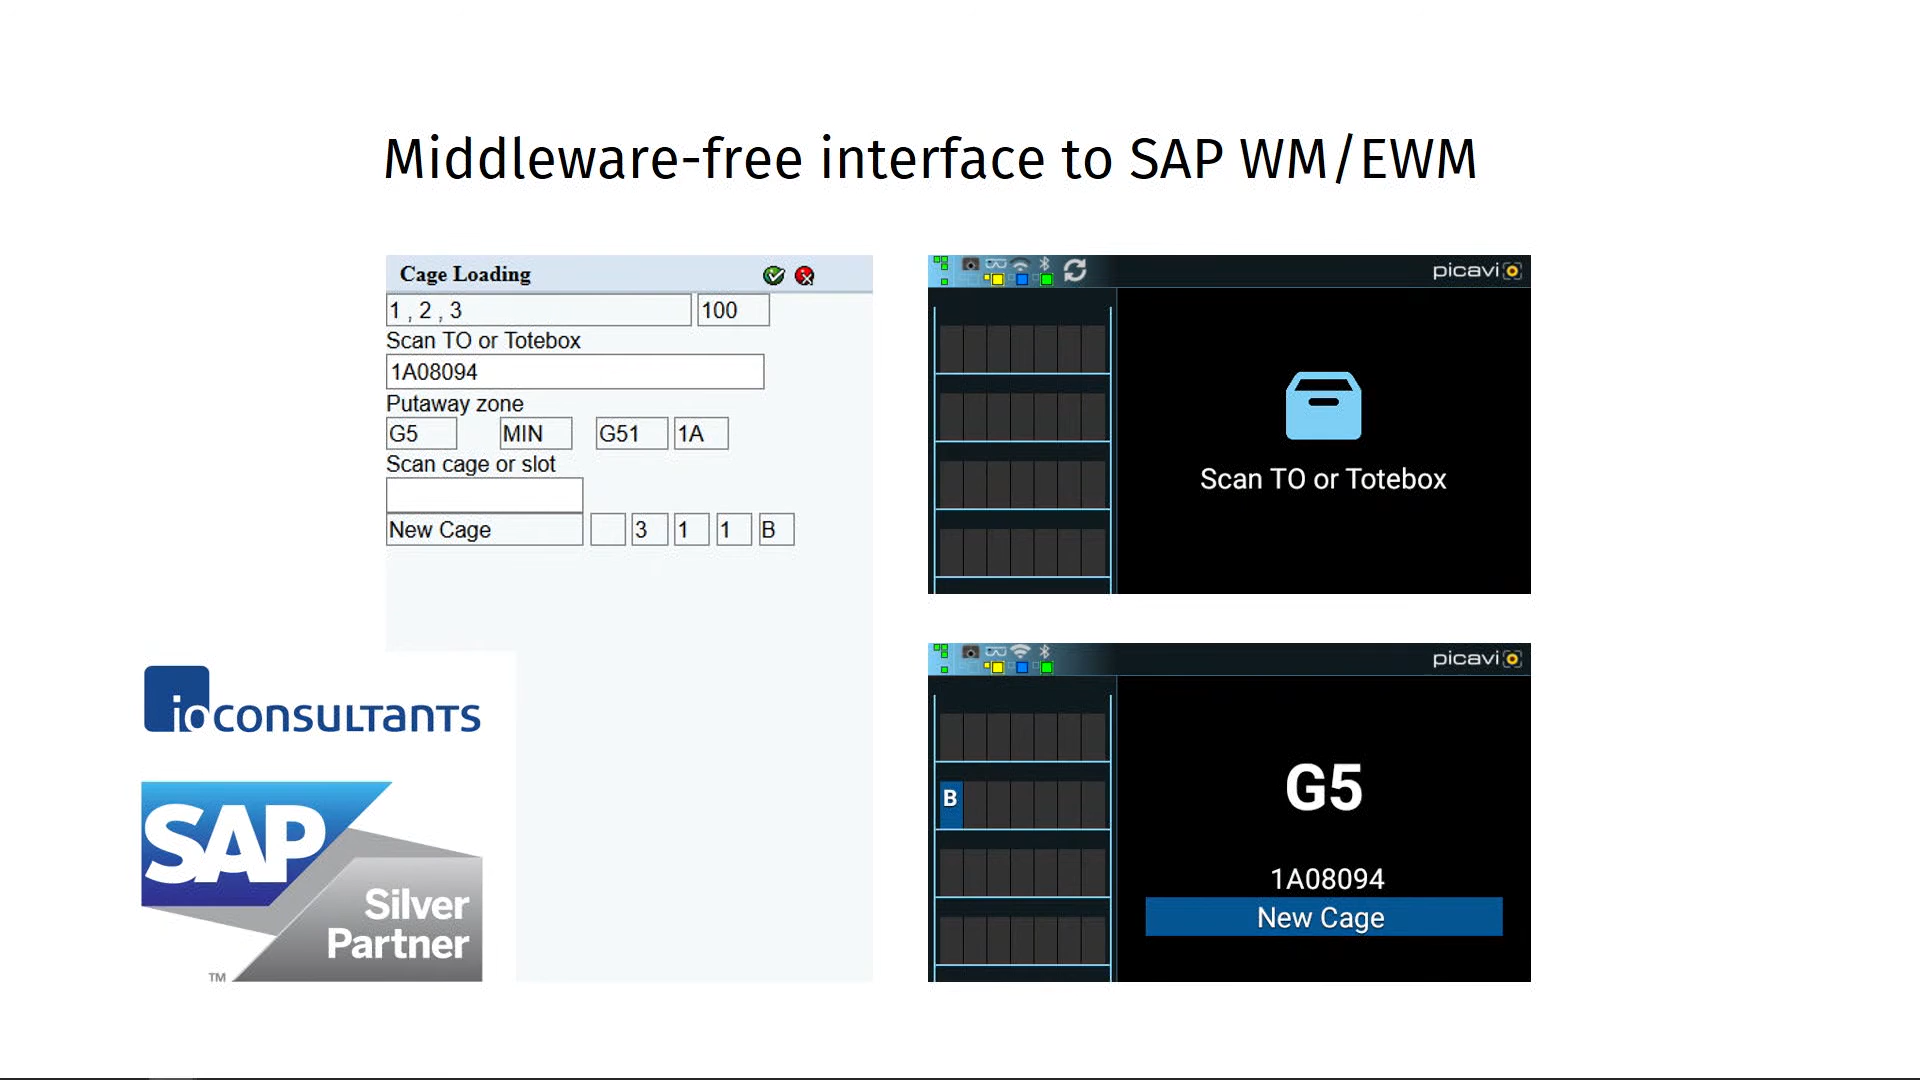 Middleware-free interface to SAP WM/EWM
Cage Loading
1 , 2 , 3 100
Scan TO or Totebox
1A08094
Putaway zone
G5 MIN G51 1A
Scan cage or slot
New Cage 3 1 1 B
picavi
Scan TO or Totebox
picavi
B
G5
1A08094
New Cage
io consultants
SAP
Silver
Partner
TM